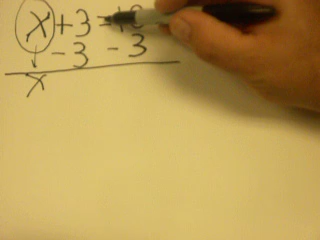 x + 3 =
- 3 - 3
x